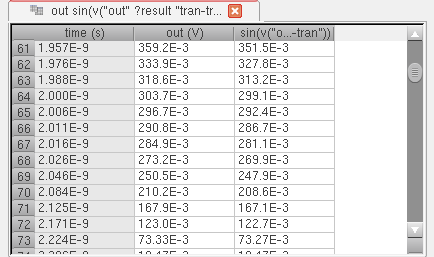 out sin(v("out" ?result "tran-tr...
time (s) out (V) sin(v("o...-tran"))
61 1.957E-9 359.2E-3 351.5E-3
62 1.976E-9 333.9E-3 327.8E-3
63 1.988E-9 318.6E-3 313.2E-3
64 2.000E-9 303.7E-3 299.1E-3
65 2.006E-9 296.7E-3 292.4E-3
66 2.011E-9 290.8E-3 286.7E-3
67 2.016E-9 284.9E-3 281.1E-3
68 2.026E-9 273.2E-3 269.9E-3
69 2.046E-9 250.5E-3 247.9E-3
70 2.084E-9 210.2E-3 208.6E-3
71 2.125E-9 167.9E-3 167.1E-3
72 2.171E-9 123.0E-3 122.7E-3
73 2.224E-9 73.33E-3 73.27E-3